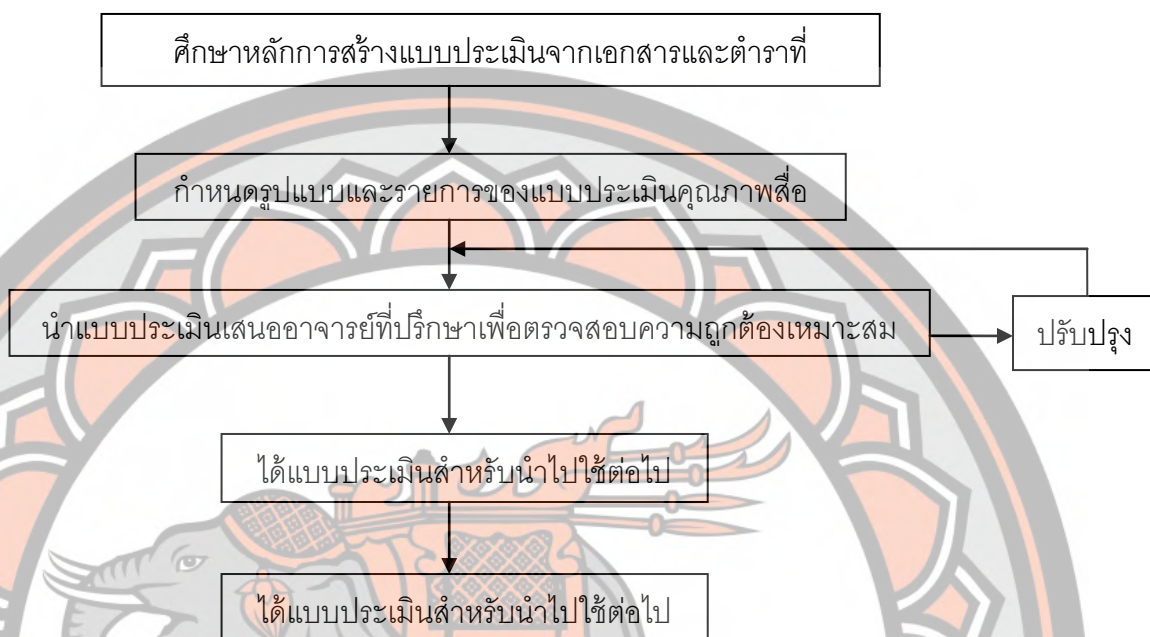 ศึกษาหลักการสร้างแบบประเมินจากเอกสารและตำราที่
กำหนดรูปแบบและรายการของแบบประเมินคุณภาพสื่อ
นำแบบประเมินเสนออาจารย์ที่ปรึกษาเพื่อตรวจสอบความถูกต้องเหมาะสม
ปรับปรุง
ได้แบบประเมินสำหรับนำไปใช้ต่อไป
ได้แบบประเมินสำหรับนำไปใช้ต่อไป